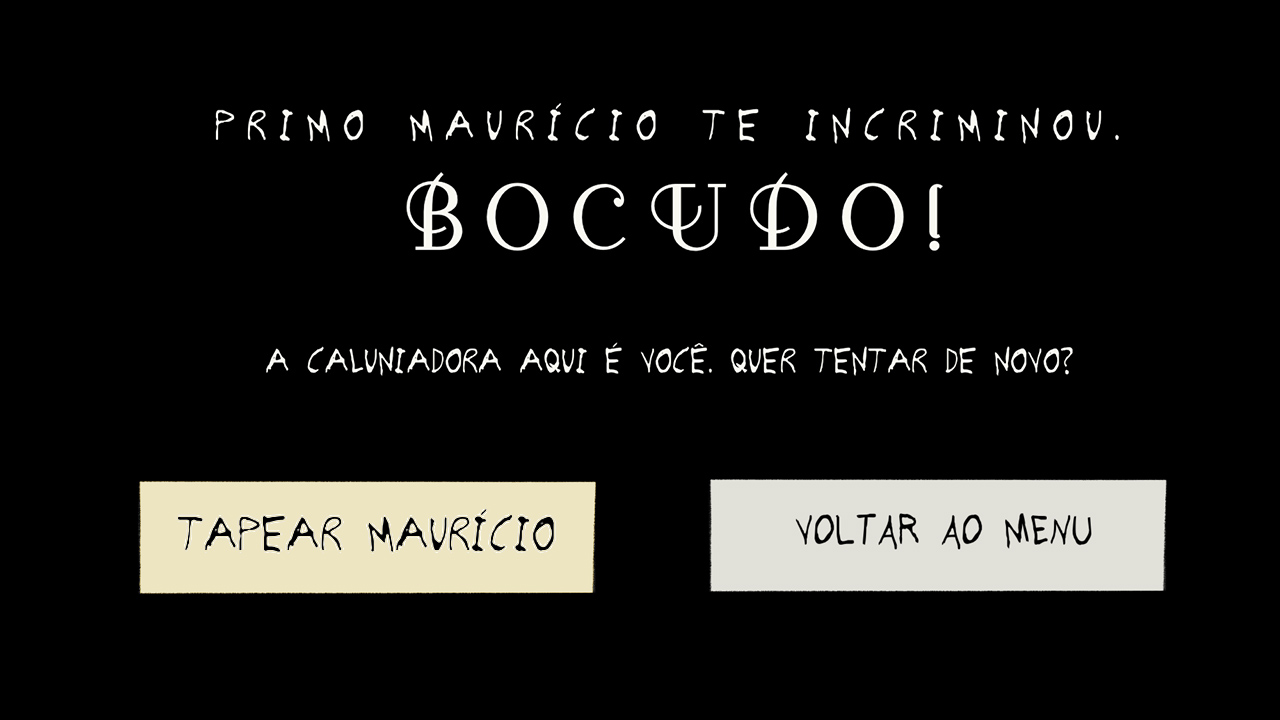 PRIMO MAURÍCIO TE INCRIMINOU.
BOCUDO!
A CALUNIADORA AQUI É VOCÊ. QUER TENTAR DE NOVO?
TAPEAR MAURÍCIO
VOLTAR AO MENU